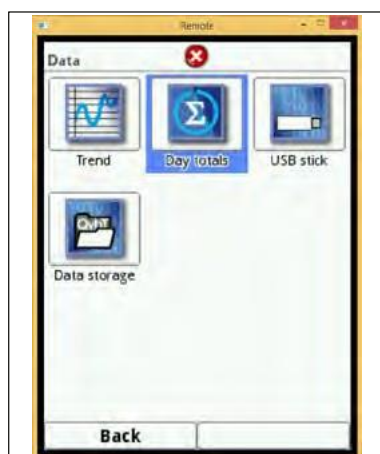 Remote
Data
Trend
Day totals
USB stick
Data storage
Back